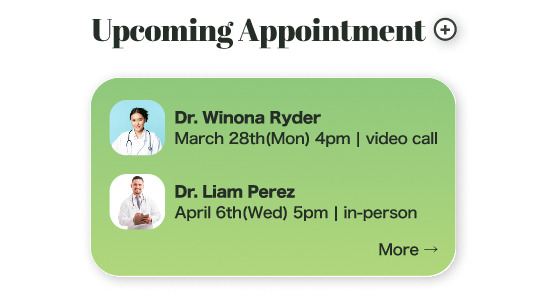 Upcoming Appointment
Dr. Winona Ryder
March 28th(Mon) 4pm | video call
Dr. Liam Perez
April 6th(Wed) 5pm | in-person
More →